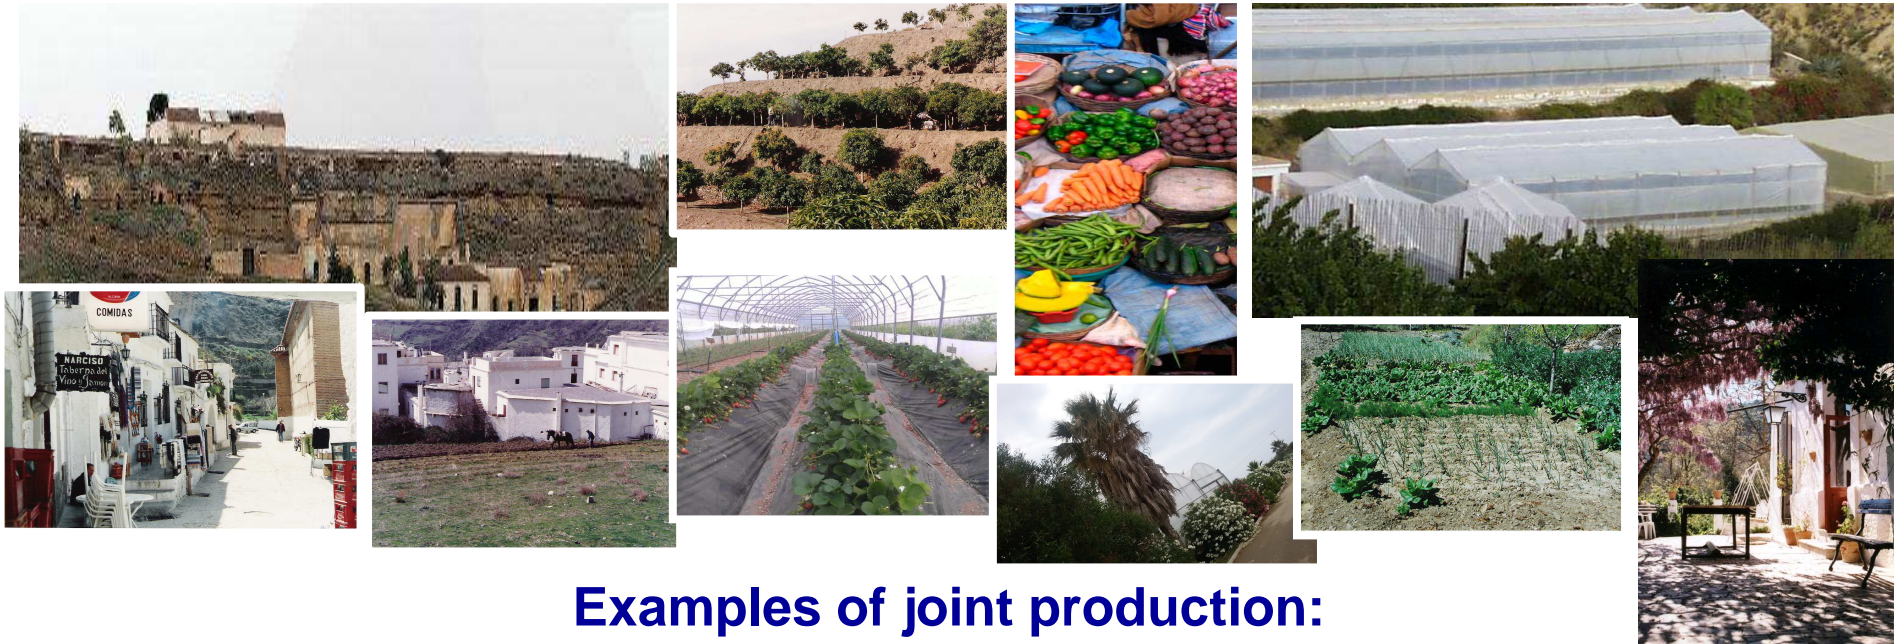 COMIDAS
NARCISO
Taberna del
Vino y Jamon
Examples of joint production: